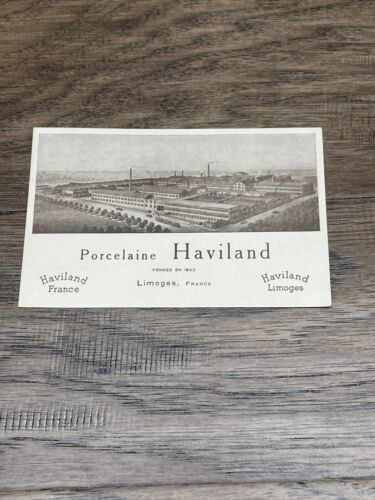 Porcelaine Haviland
FONDÉE EN 1842
Limoges, France
Haviland
France
Haviland
Limoges